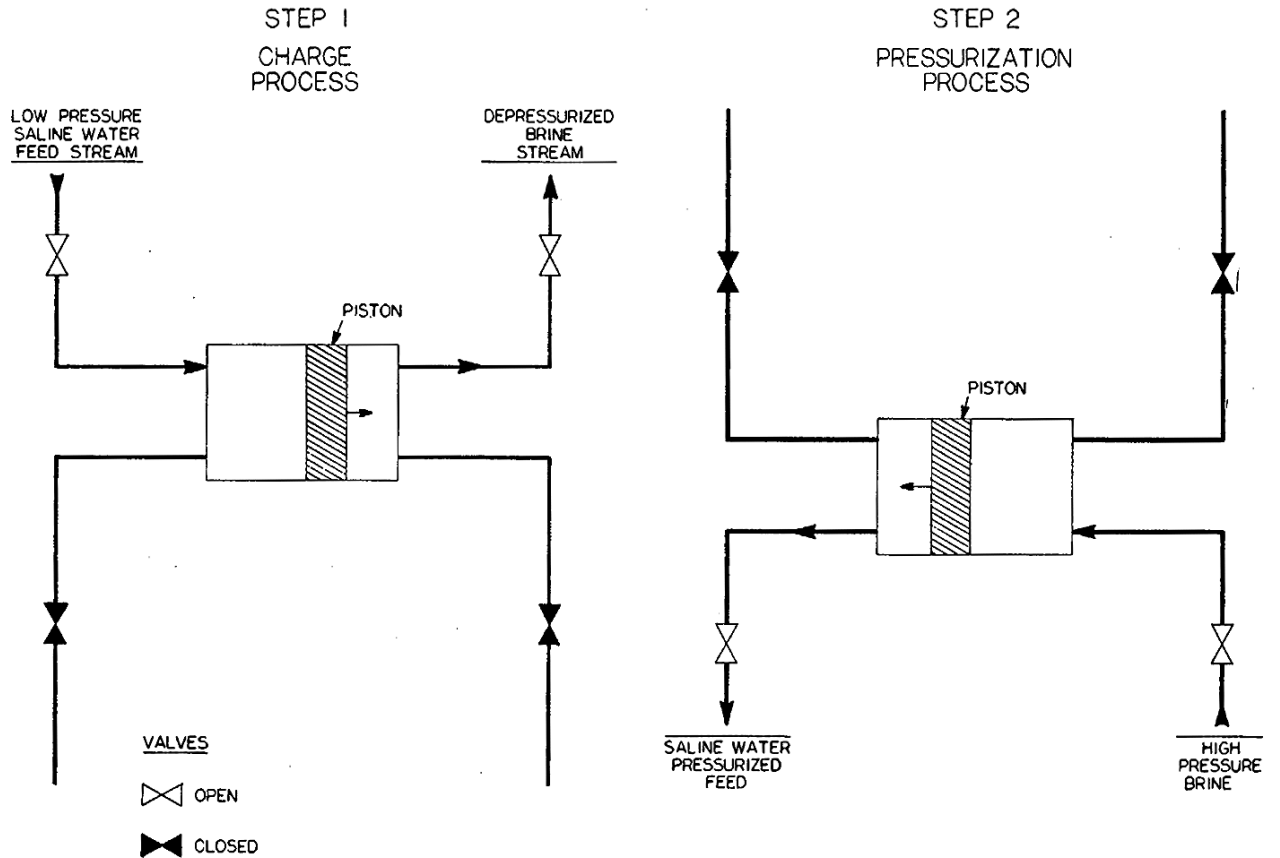 STEP 1
CHARGE
PROCESS
LOW PRESSURE
SALINE WATER
FEED STREAM
DEPRESSURIZED
BRINE
STREAM
PISTON
VALVES
OPEN
CLOSED
STEP 2
PRESSURIZATION
PROCESS
PISTON
SALINE WATER
PRESSURIZED
FEED
HIGH
PRESSURE
BRINE